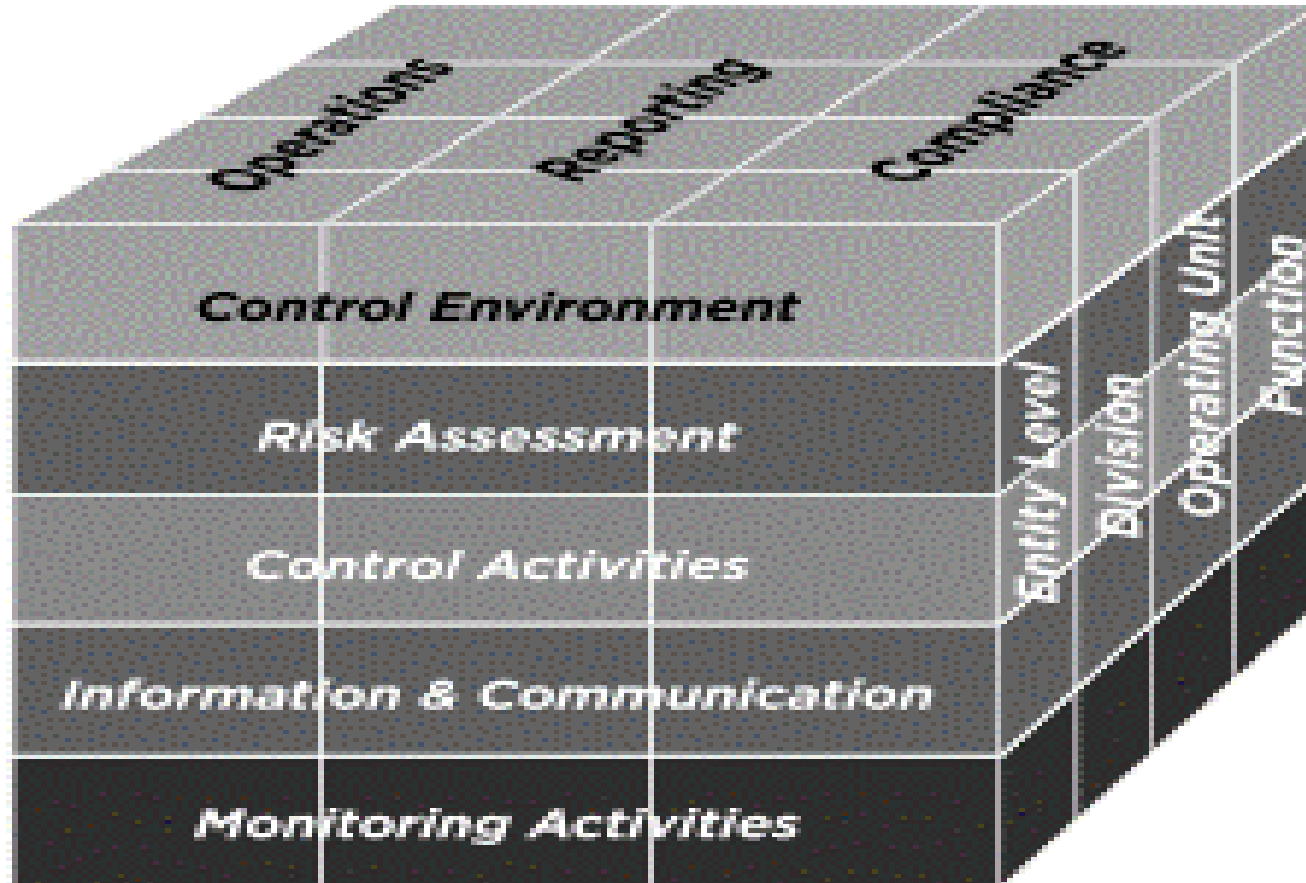 Operations
Reporting
Compliance
Control Environment
Risk Assessment
Control Activities
Information & Communication
Monitoring Activities
Entity Level
Division
Operating Unit
Function